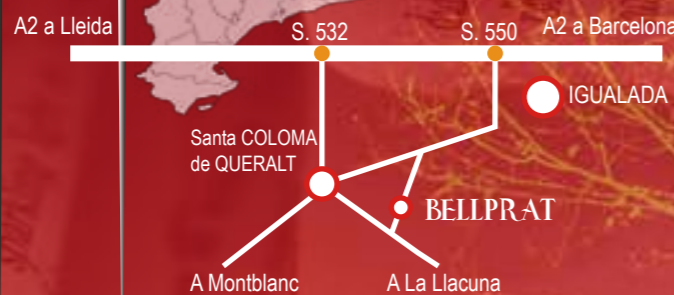 A2 a Lleida
S. 532
S. 550
A2 a Barcelona
IGUALADA
Santa COLOMA
de QUERALT
BELLPRAT
A Montblanc
A La Llacuna